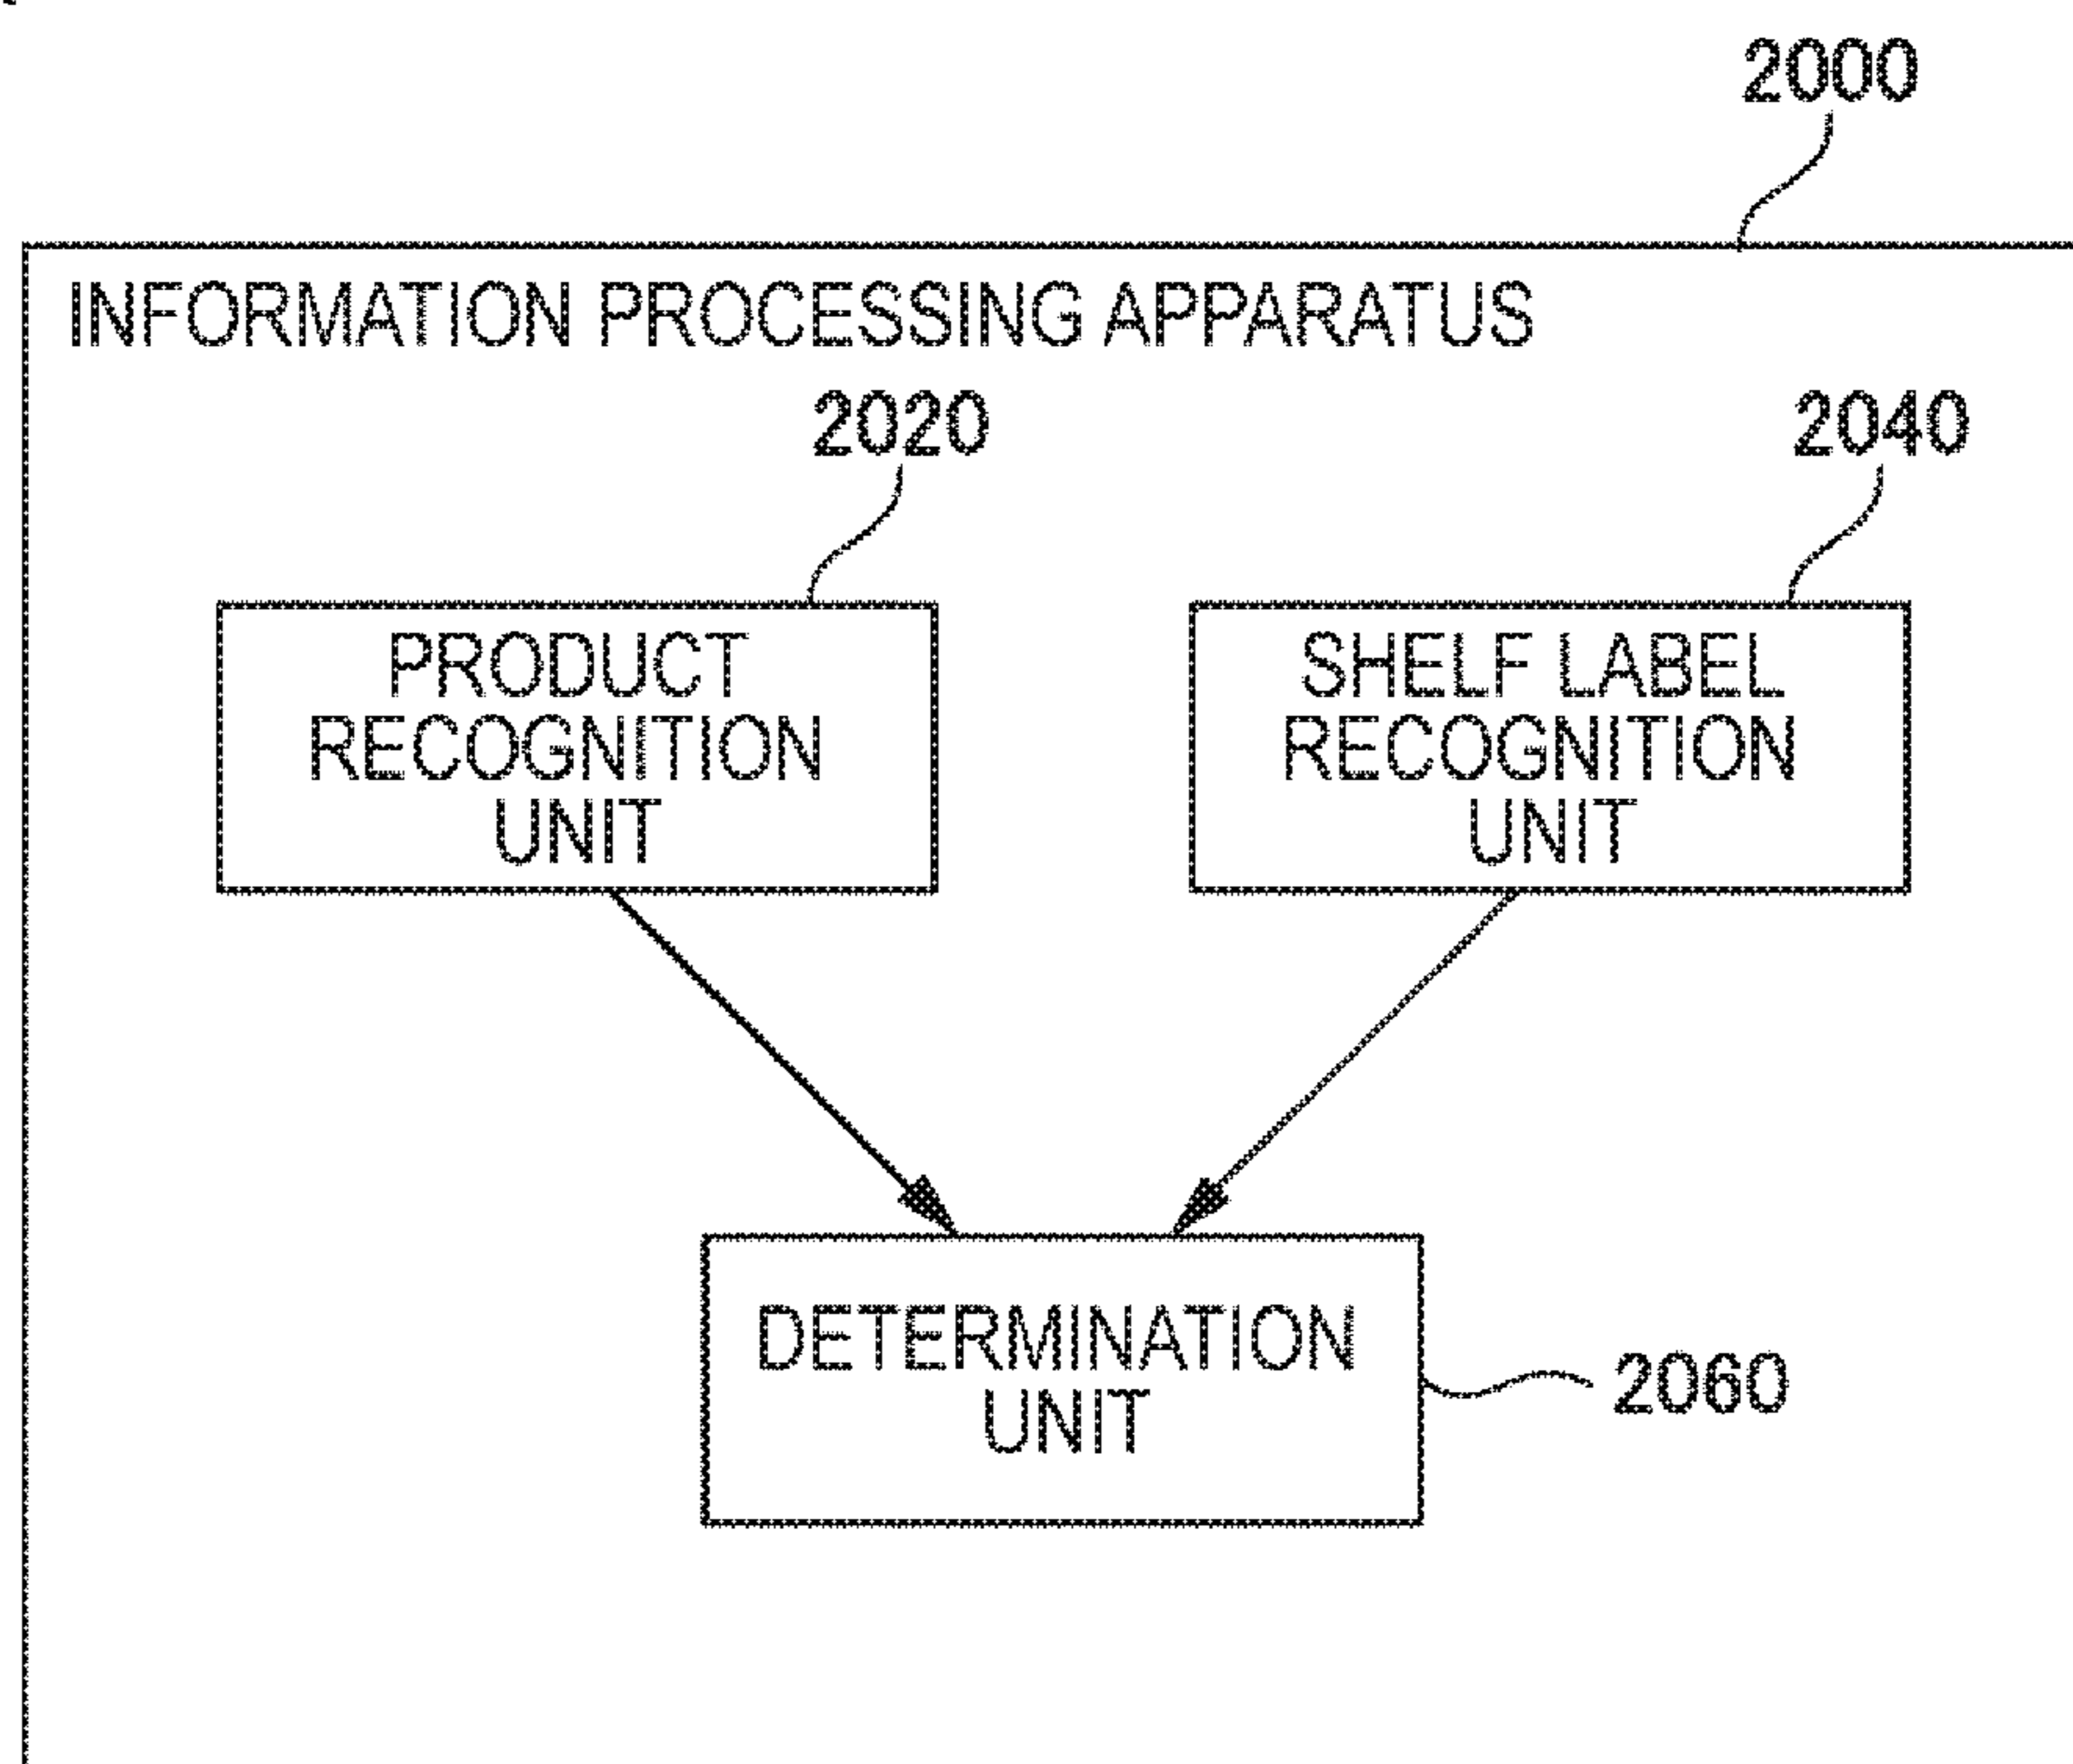 2000
INFORMATION PROCESSING APPARATUS
2020
2040
PRODUCT
RECOGNITION
UNIT
SHELF LABEL
RECOGNITION
UNIT
DETERMINATION
UNIT
2060